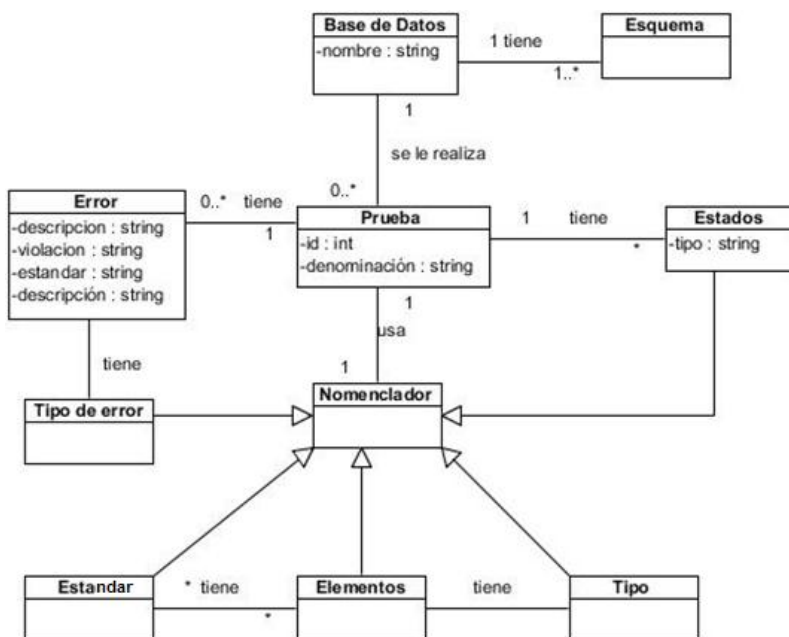 Base de Datos
-nombre : string
1 tiene
1..*
Esquema
1
se le realiza
0..*
Error
-descripcion : string
-violacion : string
-estandar : string
-descripción : string
0..* tiene
1
Prueba
-id : int
-denominación : string
1 tiene
*
Estados
-tipo : string
1
usa
1
tiene
Tipo de error
Nomenclador
Estandar
* tiene
*
Elementos
tiene
Tipo